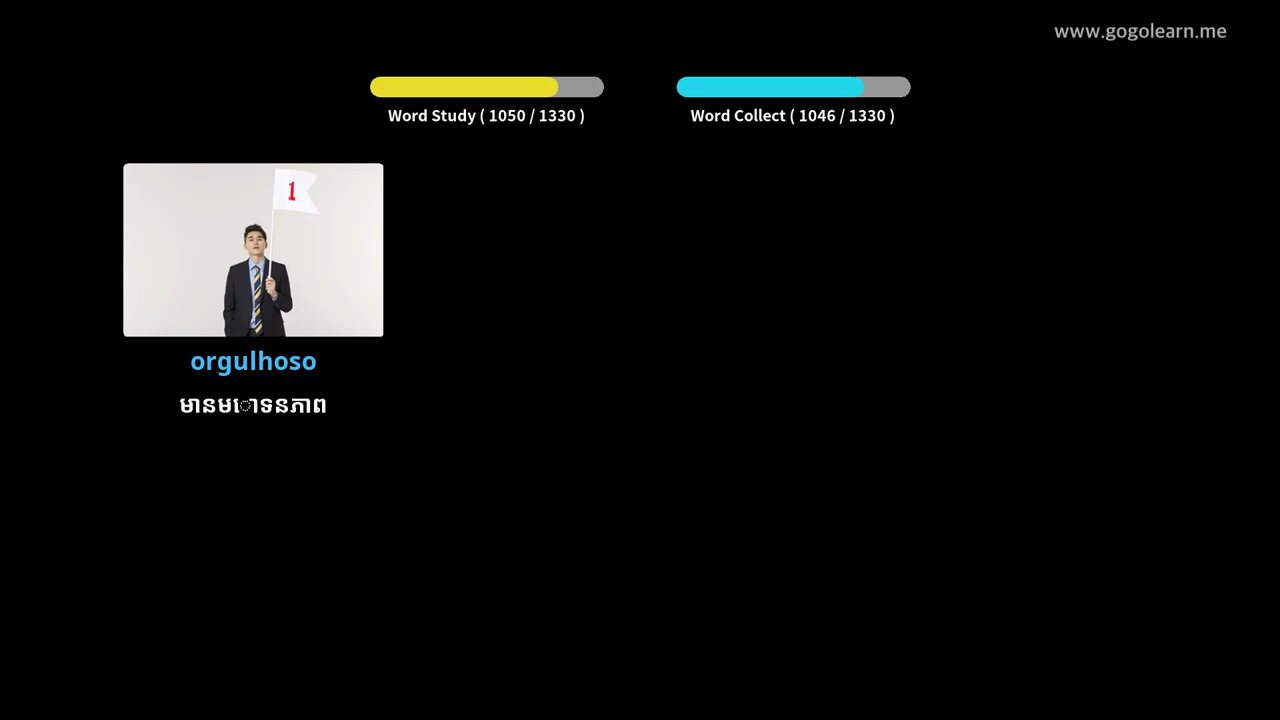 www.gogolearn.me
Word Study ( 1050 / 1330 )
Word Collect ( 1046 / 1330 )
1
orgulhoso
មានមោទនភាព